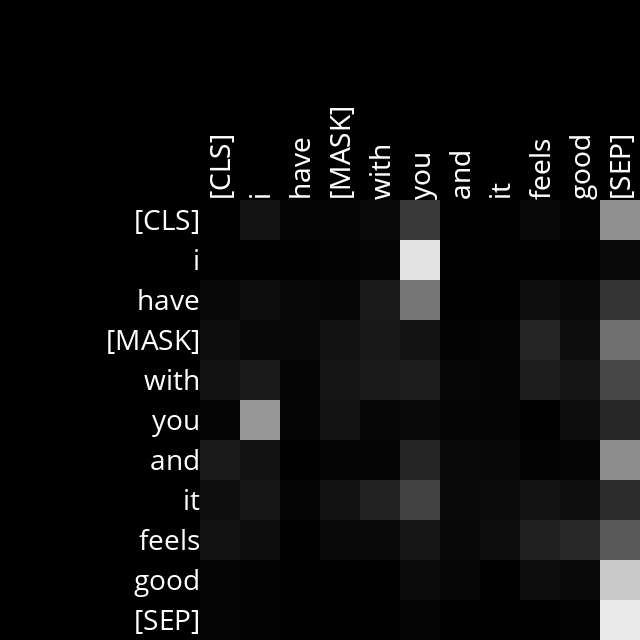 [CLS] i have [MASK] with you and it feels good [SEP]
[CLS]
i
have
[MASK]
with
you
and
it
feels
good
[SEP]